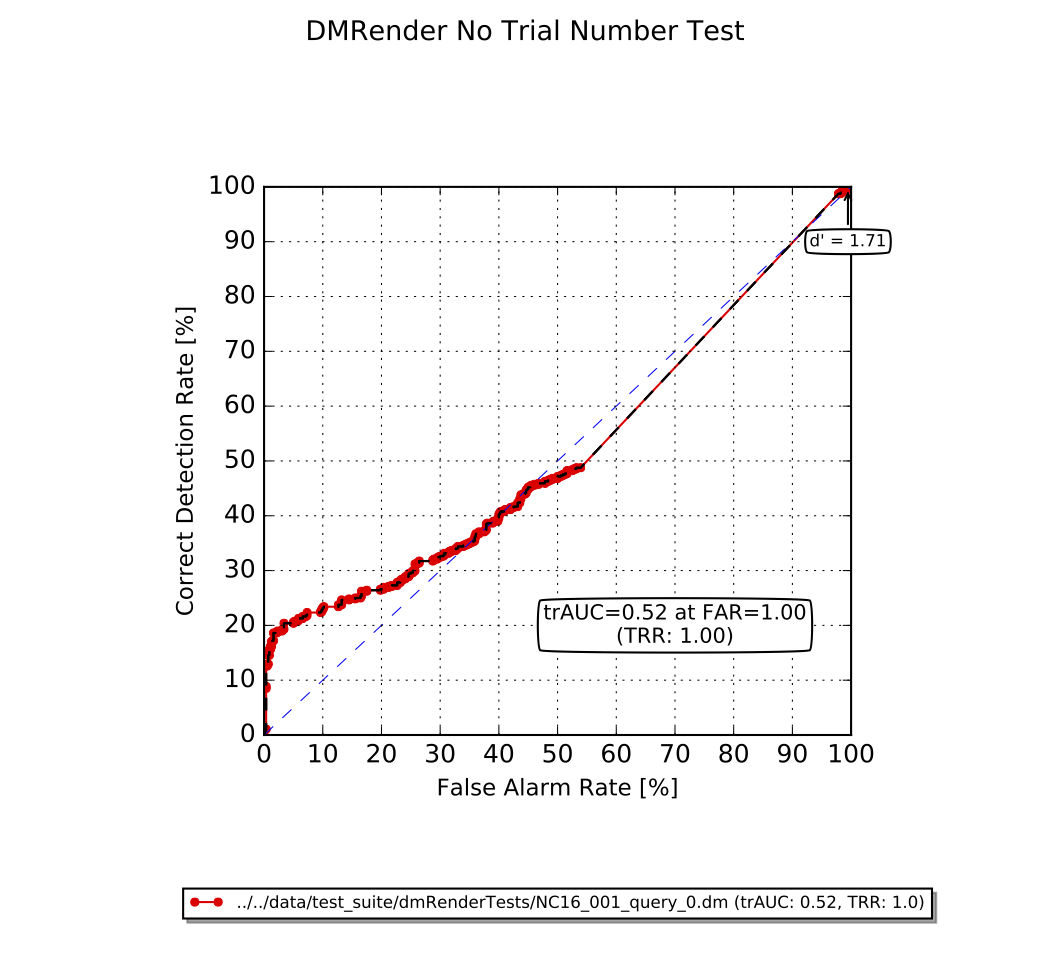 DMRender No Trial Number Test
100
90
80
70
60
50
40
30
20
10
0
Correct Detection Rate [%]
d' = 1.71
trAUC=0.52 at FAR=1.00
(TRR: 1.00)
0 10 20 30 40 50 60 70 80 90 100
False Alarm Rate [%]
../../data/test_suite/dmRenderTests/NC16_001_query_0.dm (trAUC: 0.52, TRR: 1.0)